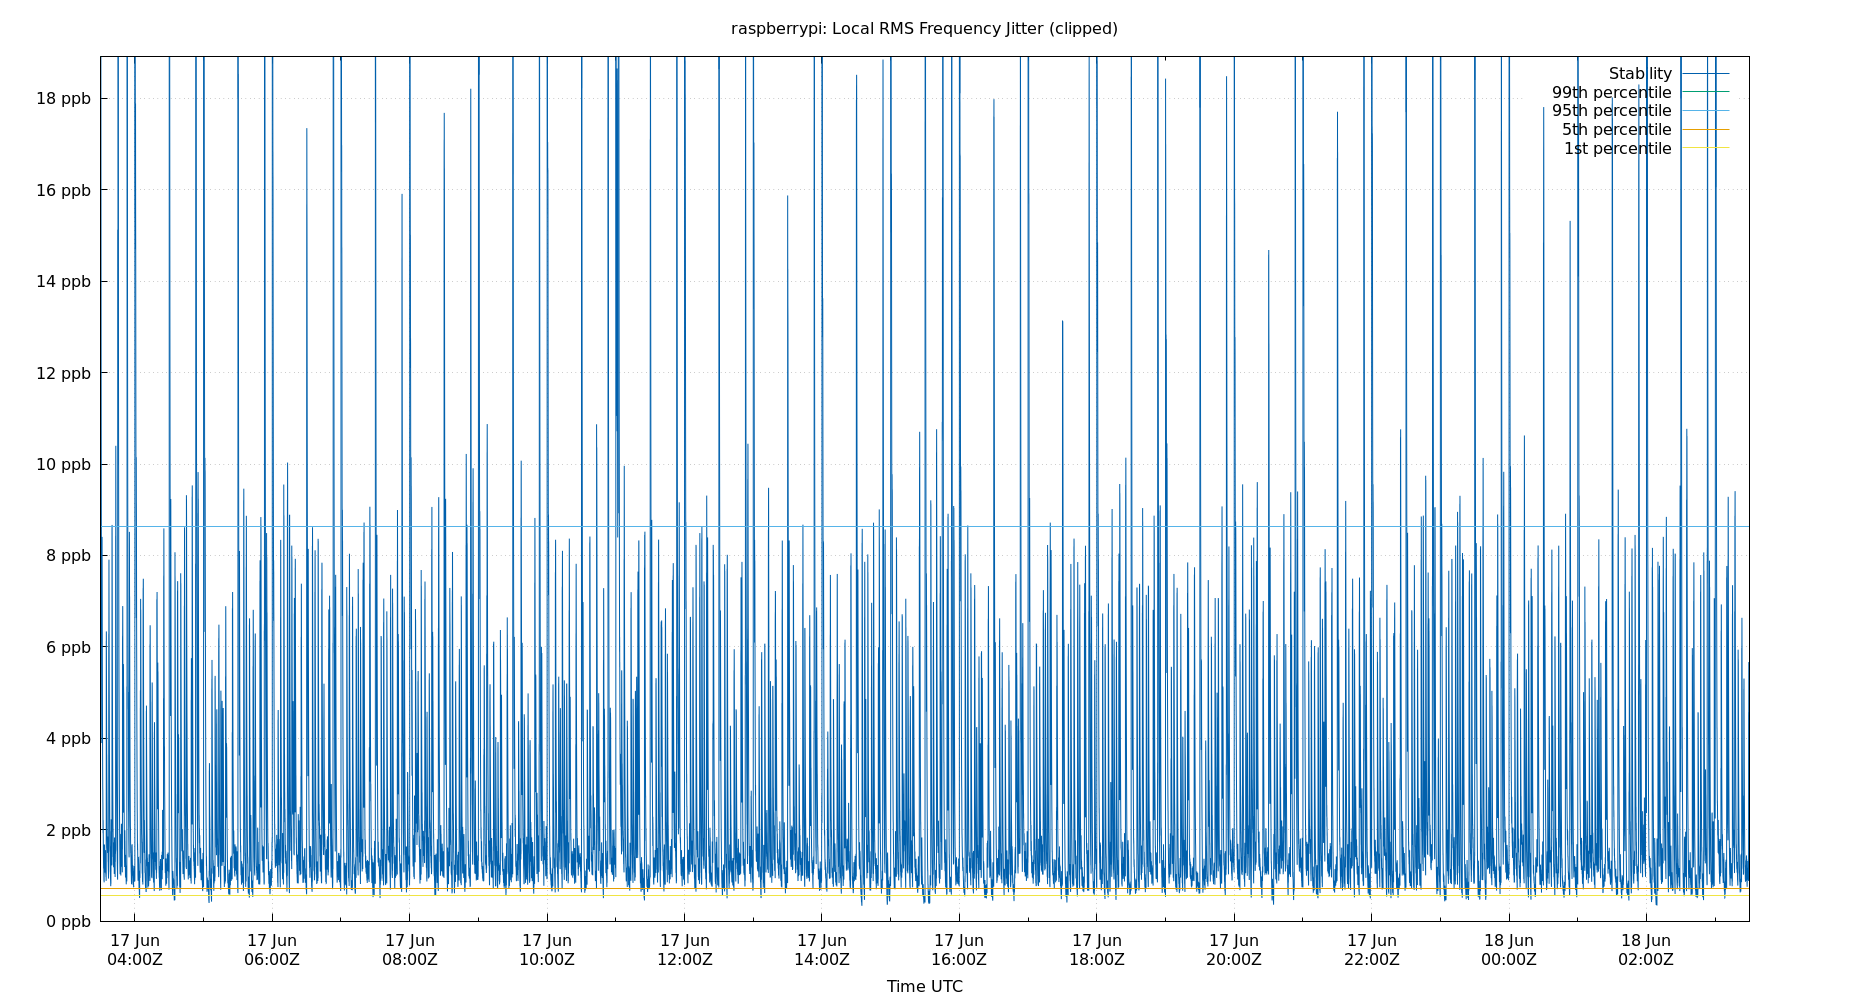 raspberrypi: Local RMS Frequency Jitter (clipped)
Stability
99th percentile
95th percentile
5th percentile
1st percentile
18 ppb
16 ppb
14 ppb
12 ppb
10 ppb
8 ppb
6 ppb
4 ppb
2 ppb
0 ppb
17 Jun 17 Jun 17 Jun 17 Jun 17 Jun 17 Jun 17 Jun 17 Jun 17 Jun 17 Jun 18 Jun 18 Jun
04:00Z 06:00Z 08:00Z 10:00Z 12:00Z 14:00Z 16:00Z 18:00Z 20:00Z 22:00Z 00:00Z 02:00Z
Time UTC